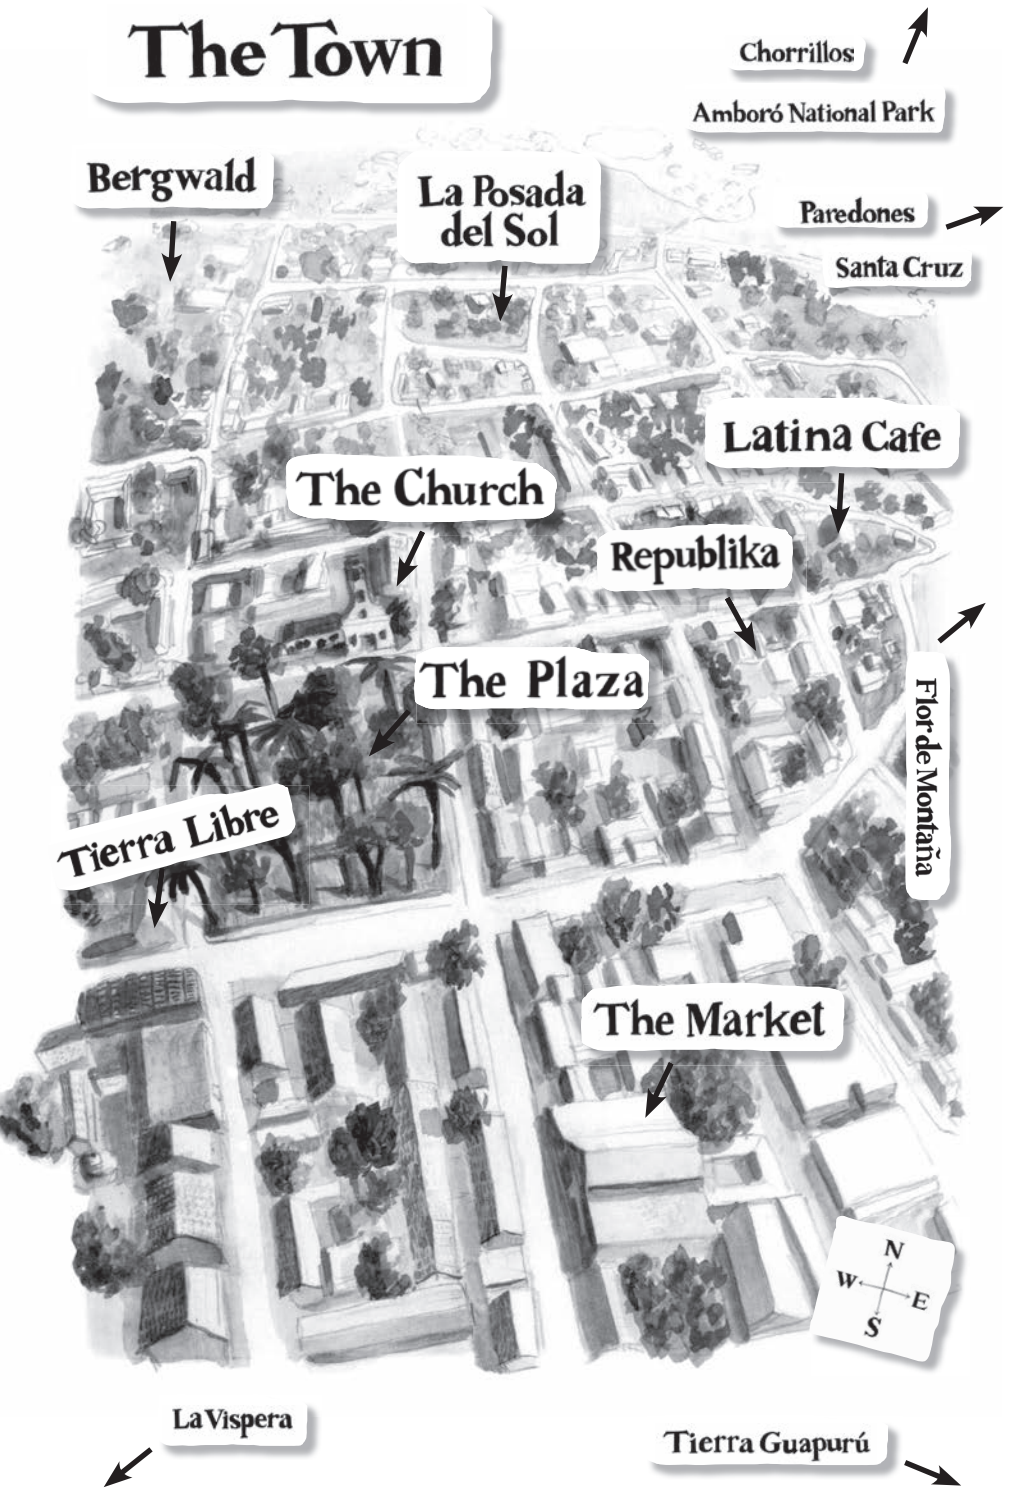 The Town
Chorrillos
Amboró National Park
Bergwald
La Posada
del Sol
Paredones
Santa Cruz
Latina Cafe
The Church
Republika
The Plaza
Flor de Montaña
Tierra Libre
The Market
N
W
E
S
La Vispera
Tierra Guapurú